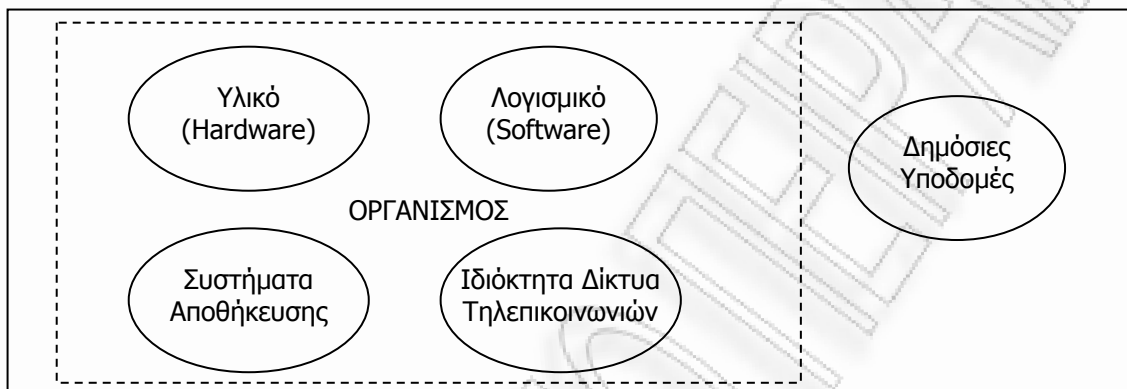 Υλικό
(Hardware)
Λογισμικό
(Software)
Δημόσιες
Υποδομές
ΟΡΓΑΝΙΣΜΟΣ
Συστήματα
Αποθήκευσης
Ιδιόκτητα Δίκτυα
Τηλεπικοινωνιών